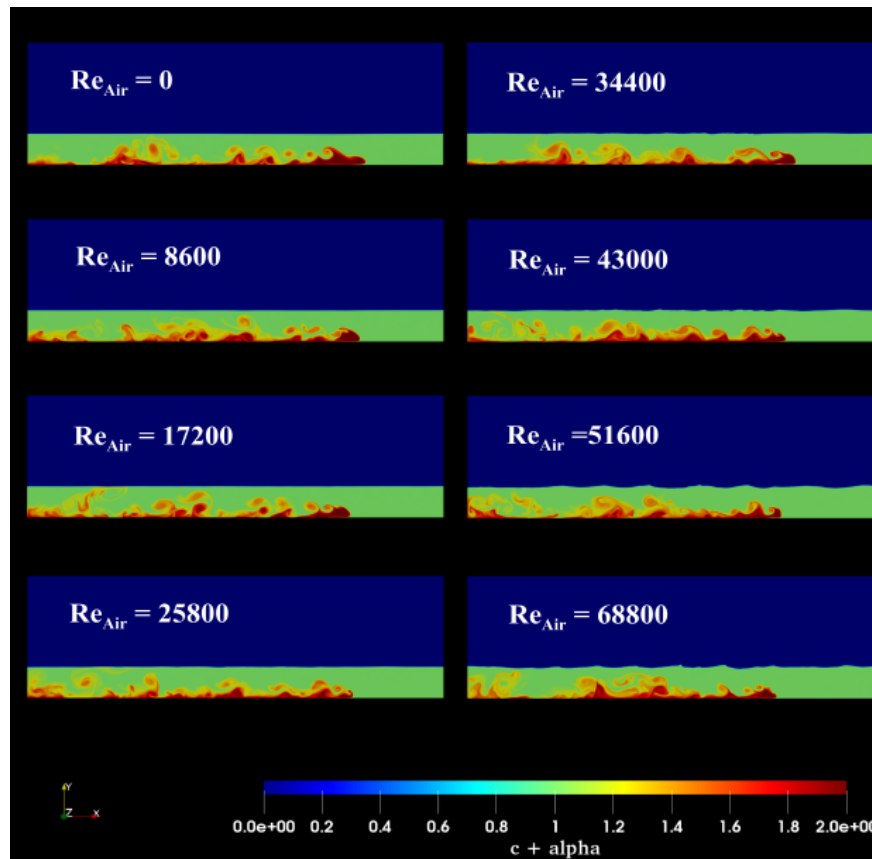 Re_Air = 0
Re_Air = 34400
Re_Air = 8600
Re_Air = 43000
Re_Air = 17200
Re_Air =51600
Re_Air = 25800
Re_Air = 68800
Y
Z X
0.0e+00 0.2 0.4 0.6 0.8 1 1.2 1.4 1.6 1.8 2.0e+00
c + alpha